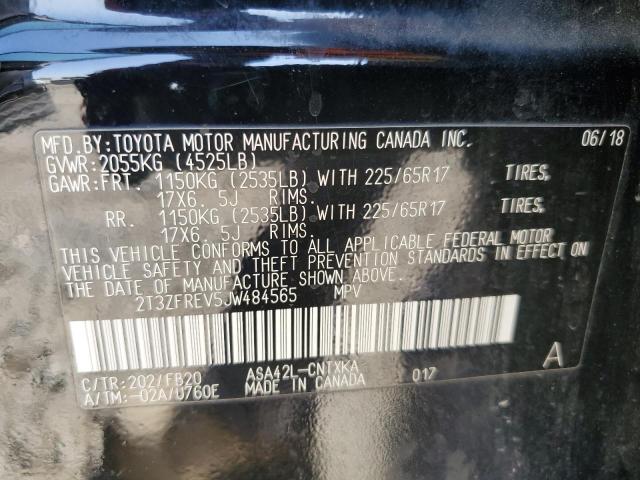 MFD.BY:TOYOTA MOTOR MANUFACTURING CANADA INC. 06/18
GVWR:2055KG (4525LB)
GAWR:FRT. 1150KG (2535LB) WITH 225/65R17 TIRES,
17X6. 5J RIMS.
RR. 1150KG (2535LB) WITH 225/65R17 TIRES,
17X6. 5J RIMS.
THIS VEHICLE CONFORMS TO ALL APPLICABLE FEDERAL MOTOR
VEHICLE SAFETY AND THEFT PREVENTION STANDARDS IN EFFECT ON
THE DATE OF MANUFACTURE SHOWN ABOVE.
2T3ZFREV5JW484565 MPV
C/TR:202/FB20 ASA42L-CNTXKA 017 A
A/TM:-02A/U760E MADE IN CANADA